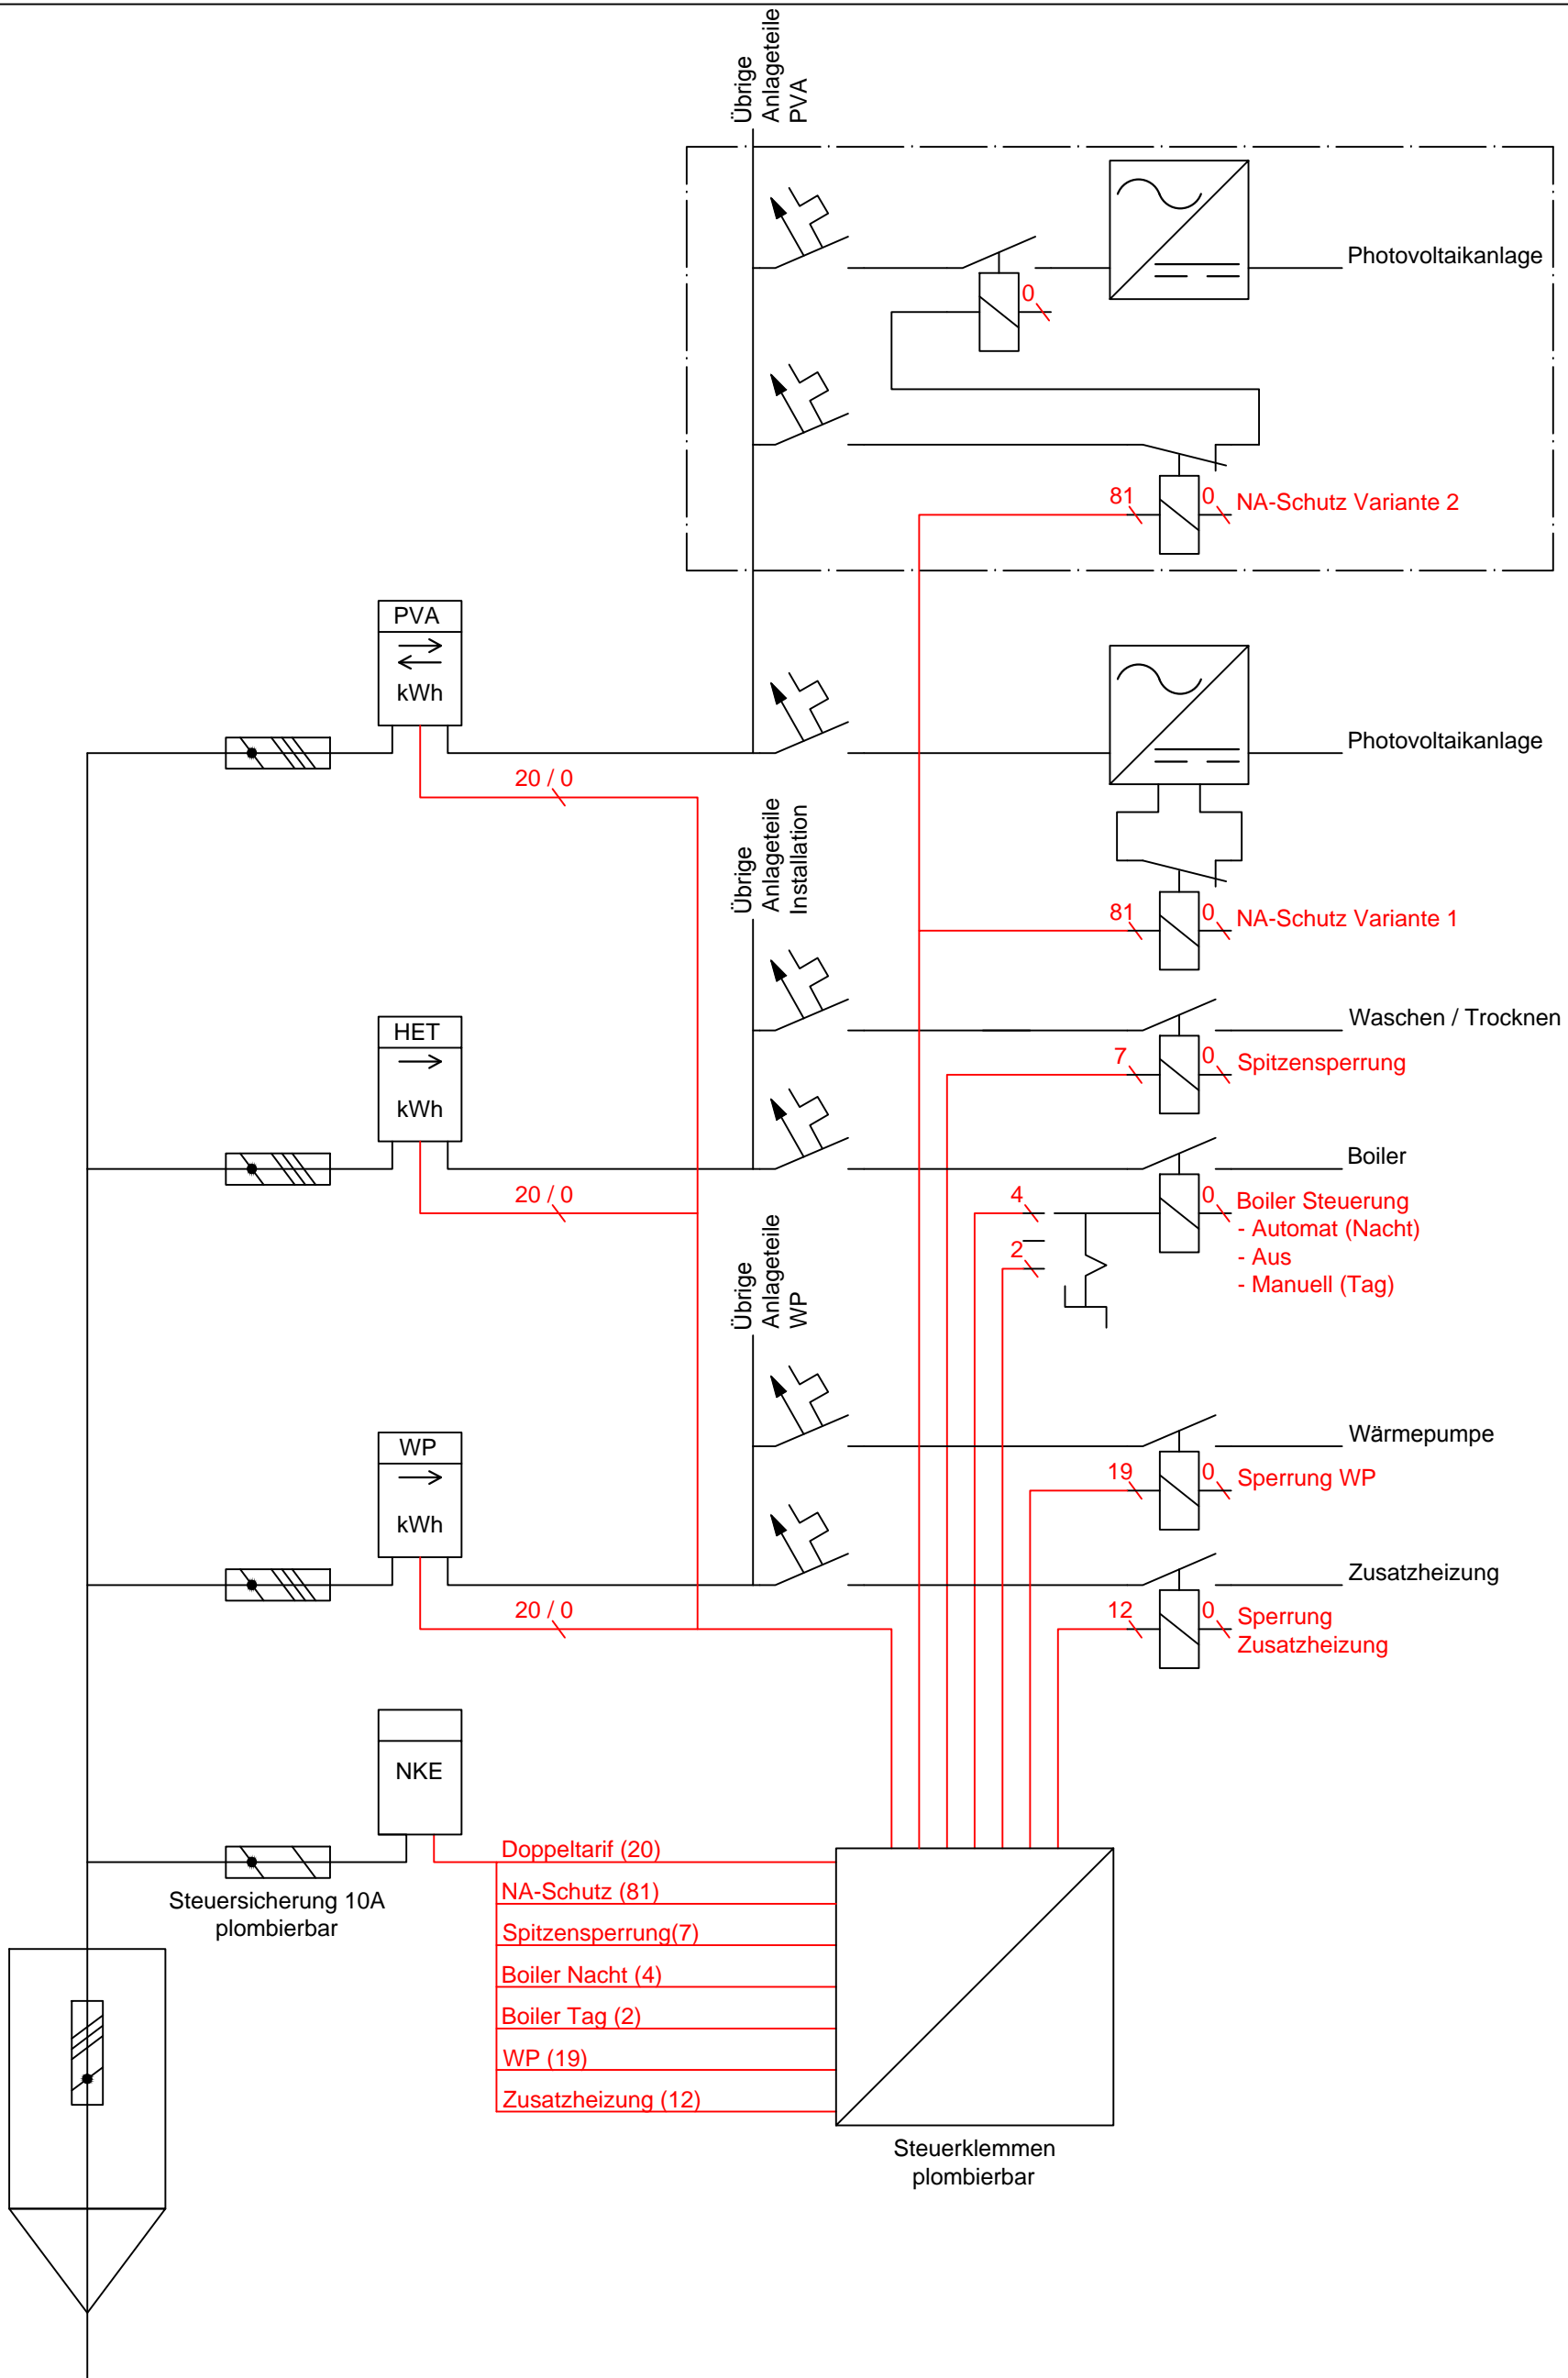 Übrige
Anlageteile
PVA
Photovoltaikanlage
0
81
0
NA-Schutz Variante 2
PVA
kWh
Photovoltaikanlage
20 / 0
Übrige
Anlageteile
Installation
81
0
NA-Schutz Variante 1
HET
kWh
Waschen / Trocknen
7
0
Spitzensperrung
Boiler
20 / 0
4
2
0
Boiler Steuerung
- Automat (Nacht)
- Aus
- Manuell (Tag)
Übrige
Anlageteile
WP
WP
kWh
Wärmepumpe
19
0
Sperrung WP
Zusatzheizung
20 / 0
12
0
Sperrung
Zusatzheizung
NKE
Steuersicherung 10A
plombierbar
Doppeltarif (20)
NA-Schutz (81)
Spitzensperrung(7)
Boiler Nacht (4)
Boiler Tag (2)
WP (19)
Zusatzheizung (12)
Steuerklemmen
plombierbar